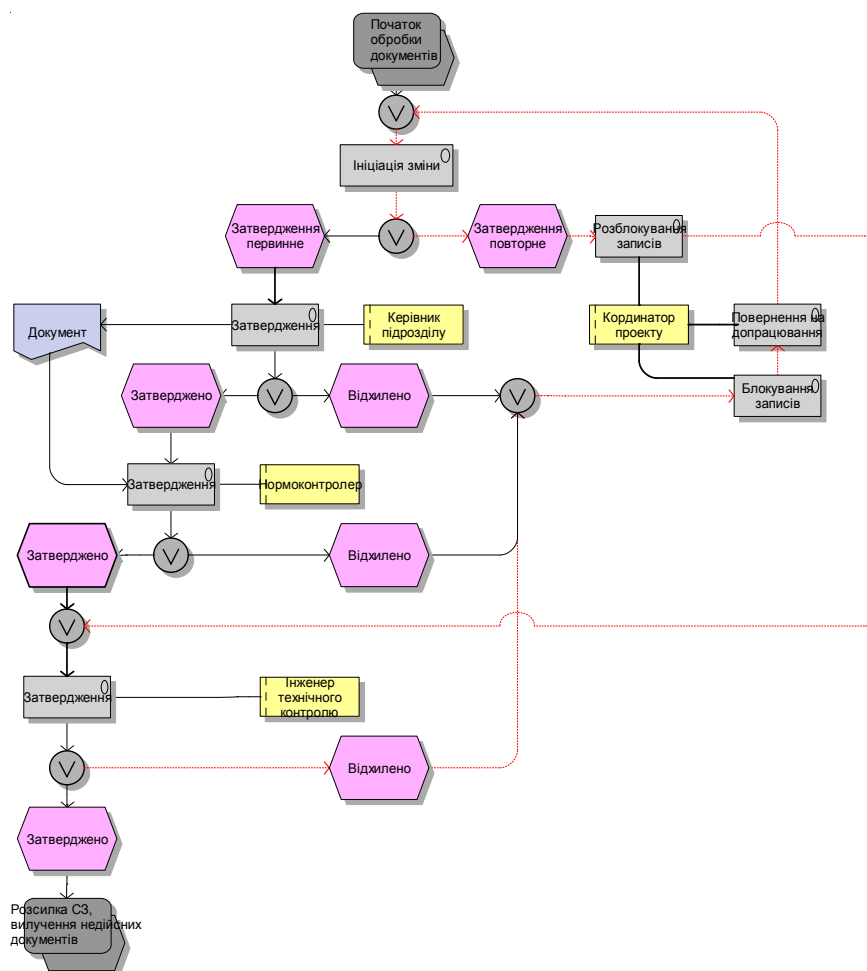 Початок
обробки
документів
Ініціація зміни
Затвердження
первинне
Затвердження
повторне
Розблокування
записів
Документ
Затвердження
Керівник
підрозділу
Кординатор
проекту
Повернення на
допрацювання
Затверджено
Відхилено
Блокування
записів
Затвердження
Нормоконтролер
Затверджено
Відхилено
Затвердження
Інженер
технічного
контролю
Відхилено
Затверджено
Розсилка СЗ,
вилучення недійсних
документів